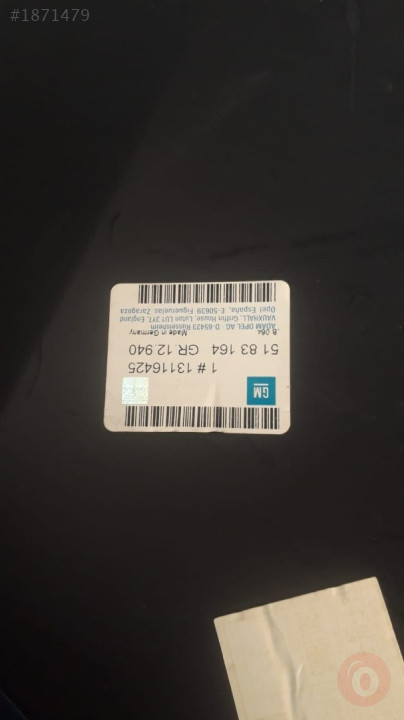 #1871479
GM
1 # 13116425
51 83 164 GR.12.940
B 064 Made in Germany
ADAM OPEL AG · D-65423 Rüsselsheim
VAUXHALL, Griffin House, Luton LU1 3YT, England
Opel España, E-50639 Figueruelas Zaragoza